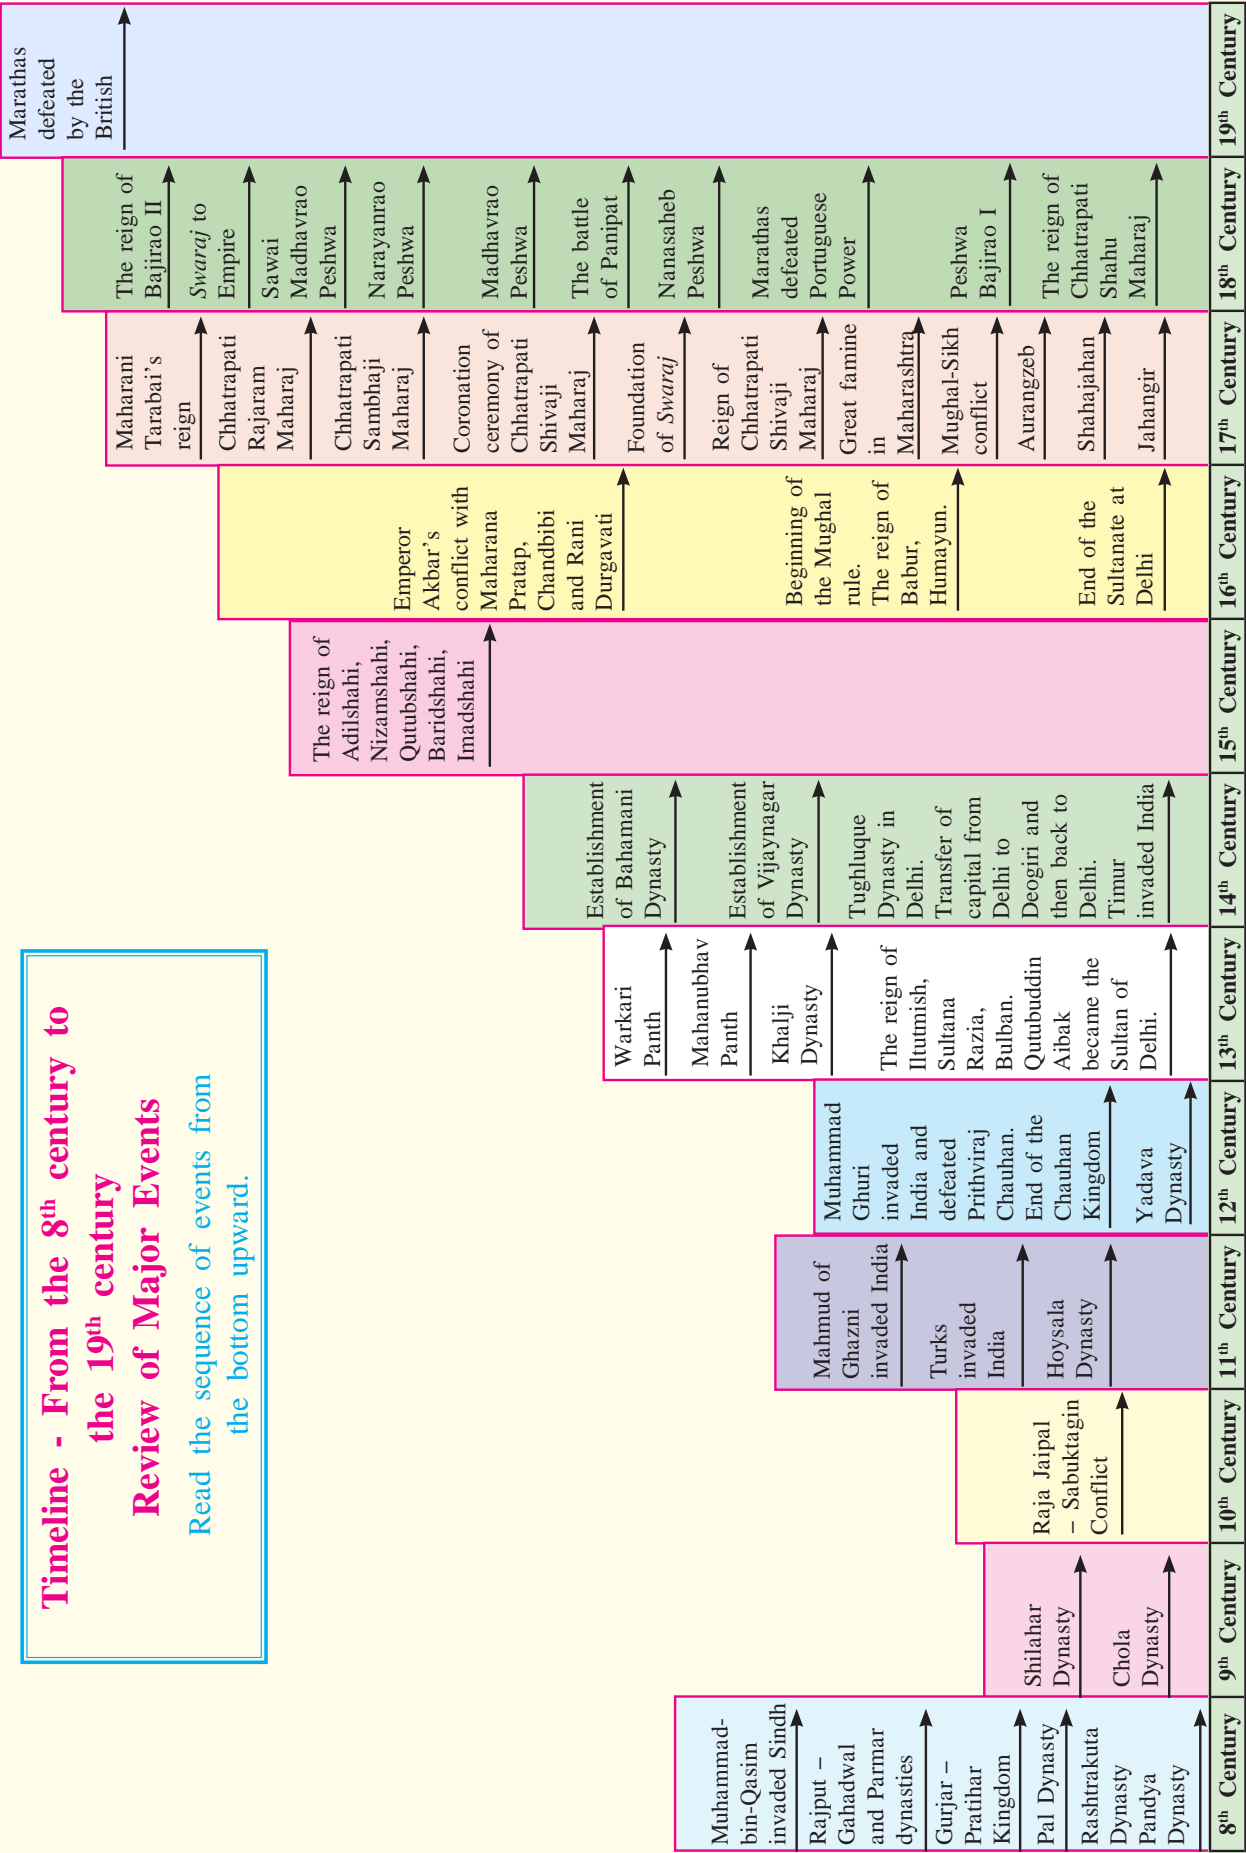 Timeline - From the 8th century to
the 19th century
Review of Major Events
Read the sequence of events from
the bottom upward.
Muhammad-
bin-Qasim
invaded Sindh
Rajput –
Gahadwal
and Parmar
dynasties
Gurjar –
Pratihar
Kingdom
Pal Dynasty
Rashtrakuta
Dynasty
Pandya
Dynasty
8th Century
Shilahar
Dynasty
Chola
Dynasty
9th Century
Raja Jaipal
– Sabuktagin
Conflict
10th Century
Mahmud of
Ghazni
invaded India
Turks
invaded
India
Hoysala
Dynasty
11th Century
Muhammad
Ghuri
invaded
India and
defeated
Prithviraj
Chauhan.
End of the
Chauhan
Kingdom
Yadava
Dynasty
12th Century
Warkari
Panth
Mahanubhav
Panth
Khalji
Dynasty
The reign of
Iltutmish,
Sultana
Razia,
Bulban.
Qutubuddin
Aibak
became the
Sultan of
Delhi.
13th Century
Establishment
of Bahamani
Dynasty
Establishment
of Vijaynagar
Dynasty
Tughluque
Dynasty in
Delhi.
Transfer of
capital from
Delhi to
Deogiri and
then back to
Delhi.
Timur
invaded India
14th Century
The reign of
Adilshahi,
Nizamshahi,
Qutubshahi,
Baridshahi,
Imadshahi
15th Century
Emperor
Akbar's
conflict with
Maharana
Pratap,
Chandbibi
and Rani
Durgavati
Beginning of
the Mughal
rule.
The reign of
Babur,
Humayun.
End of the
Sultanate at
Delhi
16th Century
Maharani
Tarabai's
reign
Chhatrapati
Rajaram
Maharaj
Chhatrapati
Sambhaji
Maharaj
Coronation
ceremony of
Chhatrapati
Shivaji
Maharaj
Foundation
of Swaraj
Reign of
Chhatrapati
Shivaji
Maharaj
Great famine
in
Maharashtra
Mughal-Sikh
conflict
Aurangzeb
Shahajahan
Jahangir
17th Century
The reign of
Bajirao II
Swaraj to
Empire
Sawai
Madhavrao
Peshwa
Narayanrao
Peshwa
Madhavrao
Peshwa
The battle
of Panipat
Nanasaheb
Peshwa
Marathas
defeated
Portuguese
Power
Peshwa
Bajirao I
The reign of
Chhatrapati
Shahu
Maharaj
18th Century
Marathas
defeated
by the
British
19th Century